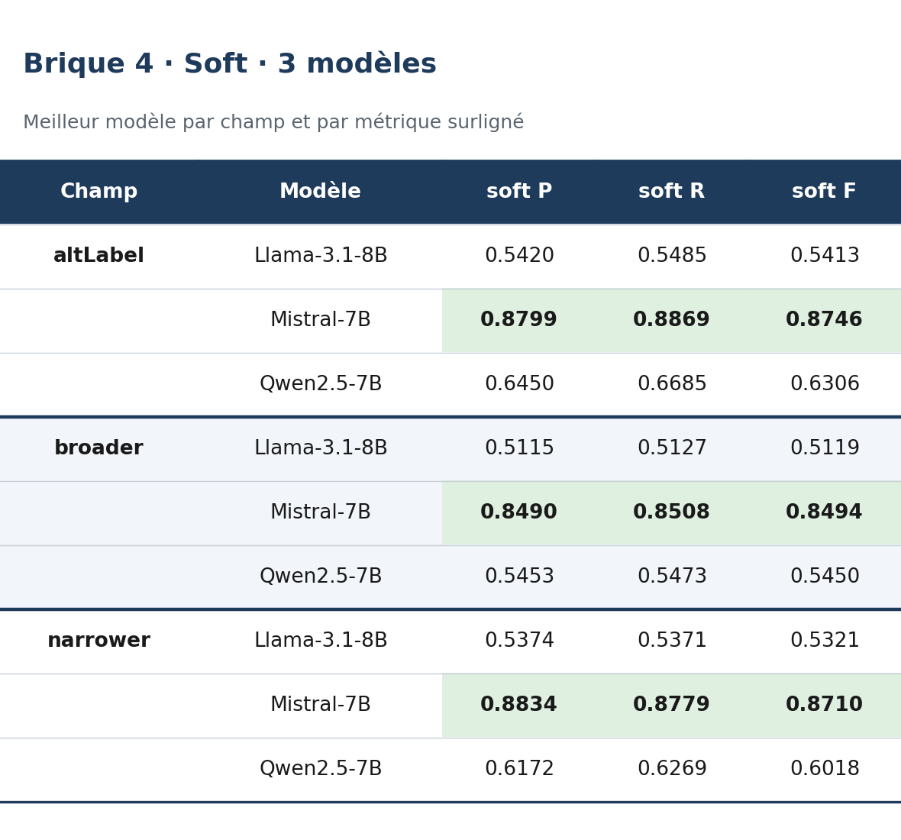 Brique 4 · Soft · 3 modèles
Meilleur modèle par champ et par métrique surligné
Champ Modèle soft P soft R soft F
altLabel Llama-3.1-8B 0.5420 0.5485 0.5413
Mistral-7B 0.8799 0.8869 0.8746
Qwen2.5-7B 0.6450 0.6685 0.6306
broader Llama-3.1-8B 0.5115 0.5127 0.5119
Mistral-7B 0.8490 0.8508 0.8494
Qwen2.5-7B 0.5453 0.5473 0.5450
narrower Llama-3.1-8B 0.5374 0.5371 0.5321
Mistral-7B 0.8834 0.8779 0.8710
Qwen2.5-7B 0.6172 0.6269 0.6018